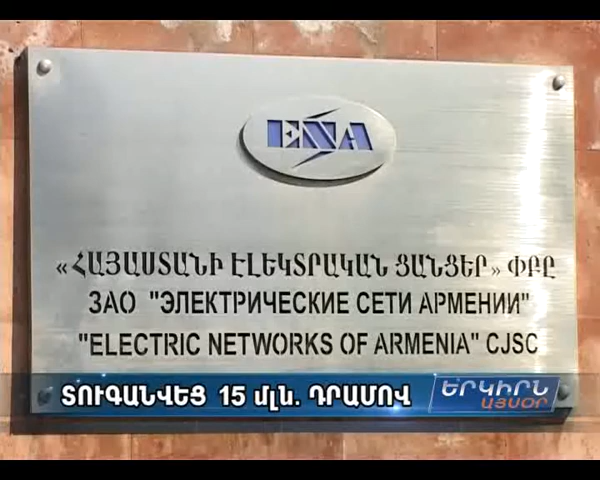 ENA
«ՀԱՅԱՍՏԱՆԻ ԷԼԵԿՏՐԱԿԱՆ ՑԱՆՑԵՐ» ՓԲԸ
ЗАО "ЭЛЕКТРИЧЕСКИЕ СЕТИ АРМЕНИИ"
"ELECTRIC NETWORKS OF ARMENIA" CJSC
ՏՈՒԳԱՆՎԵՑ 15 մլն. ԴՐԱՄՈՎ
ԵՐԿԻՐՆ
ԱՅՍՕՐ